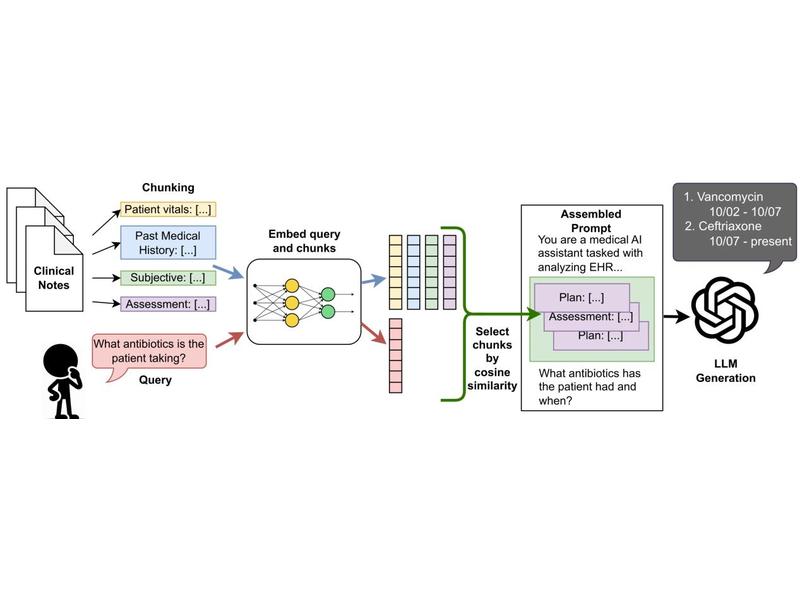 Chunking
Clinical
Notes
Patient vitals: [...]
Past Medical
History: [...]
Subjective: [...]
Assessment: [...]
What antibiotics is the
patient taking?
Query
Embed query
and chunks
Select
chunks
by
cosine
similarity
Assembled
Prompt
You are a medical AI
assistant tasked with
analyzing EHR...
Plan: [...]
Assessment: [...]
Plan: [...]
What antibiotics has
the patient had and
when?
1. Vancomycin
10/02 - 10/07
2. Ceftriaxone
10/07 - present
LLM
Generation